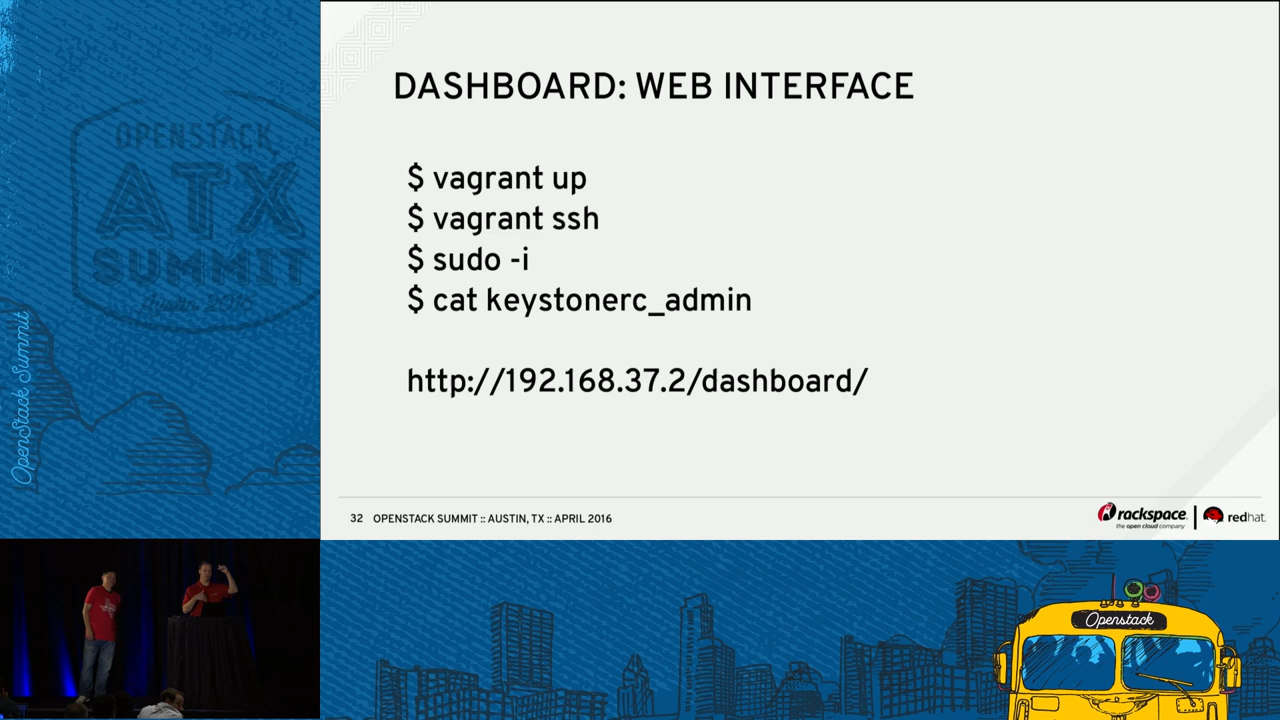 OPENSTACK
ATX
SUMMIT
Austin 2016
OpenStack Summit
DASHBOARD: WEB INTERFACE
$ vagrant up
$ vagrant ssh
$ sudo -i
$ cat keystonerc_admin
http://192.168.37.2/dashboard/
32 OPENSTACK SUMMIT :: AUSTIN, TX :: APRIL 2016
rackspace
the open cloud company
redhat.
Openstack